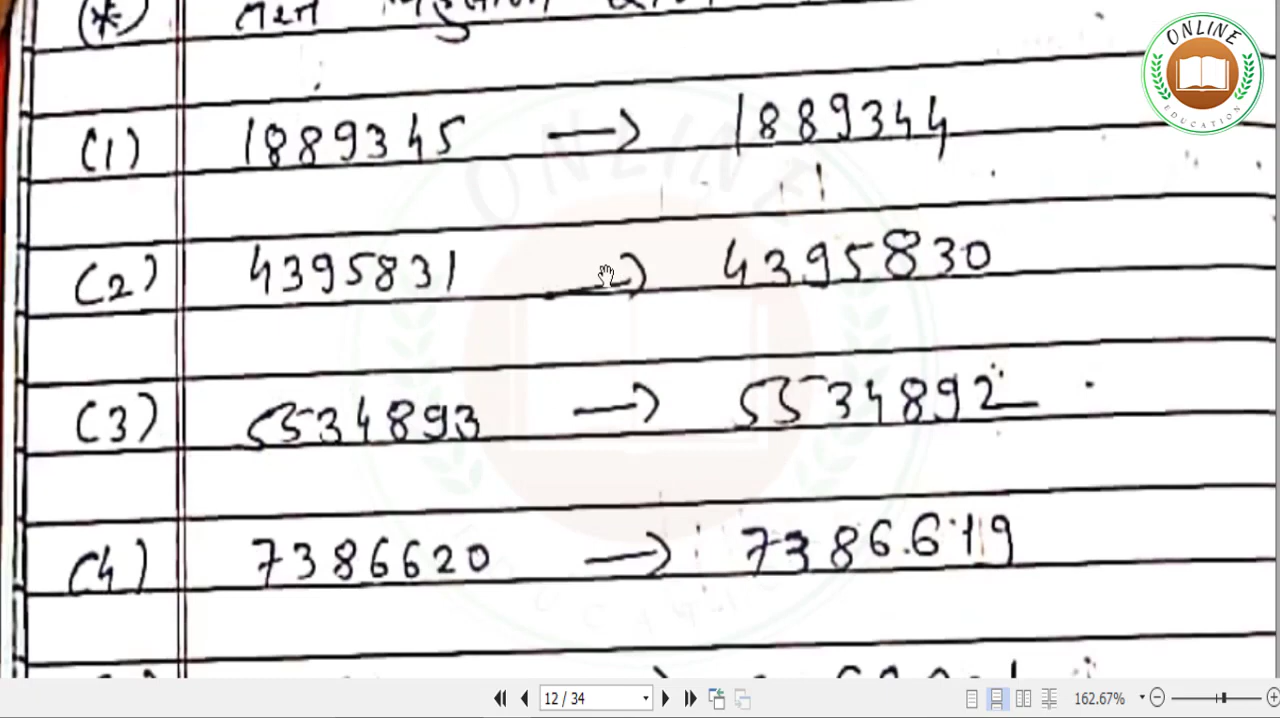 (*)
ONLINE
EDUCATION
(1) 1889345 → 1889344
(2) 4395831 → 4395830
(3) 5534893 → 5534892
(4) 7386620 → 7386619
12 / 34
162.67%